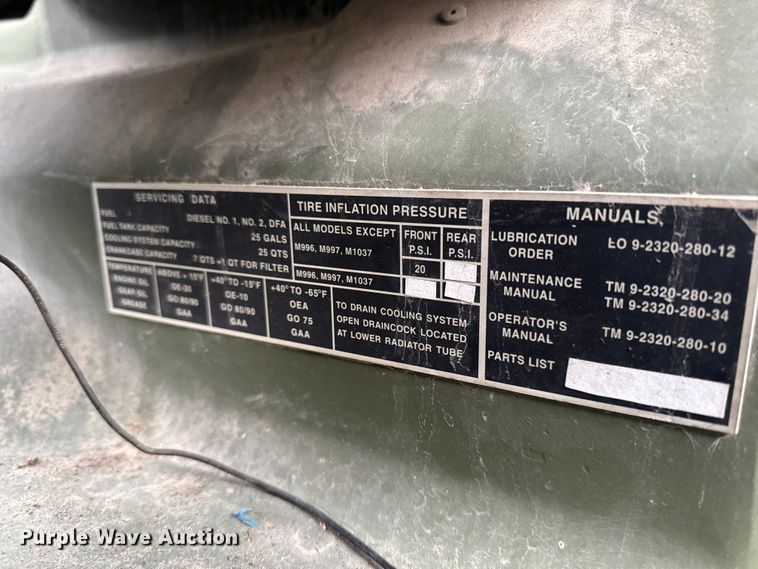 SERVICING DATA
FUEL DIESEL NO. 1, NO. 2, DFA
FUEL TANK CAPACITY 25 GALS
COOLING SYSTEM CAPACITY 25 QTS
CRANKCASE CAPACITY 7 QTS +1 QT FOR FILTER
TEMPERATURE ABOVE +15°F +40°TO -15°F +40°TO -65°F
ENGINE OIL OE-30 OE-10 OEA
GEAR OIL GO 80/90 GO 80/90 GO 75
GREASE GAA GAA GAA
TIRE INFLATION PRESSURE
ALL MODELS EXCEPT FRONT REAR
M996, M997, M1037 P.S.I. P.S.I.
20
M996, M997, M1037
TO DRAIN COOLING SYSTEM
OPEN DRAINCOCK LOCATED
AT LOWER RADIATOR TUBE
MANUALS
LUBRICATION ORDER LO 9-2320-280-12
MAINTENANCE MANUAL TM 9-2320-280-20
TM 9-2320-280-34
OPERATOR'S MANUAL TM 9-2320-280-10
PARTS LIST
Purple Wave Auction